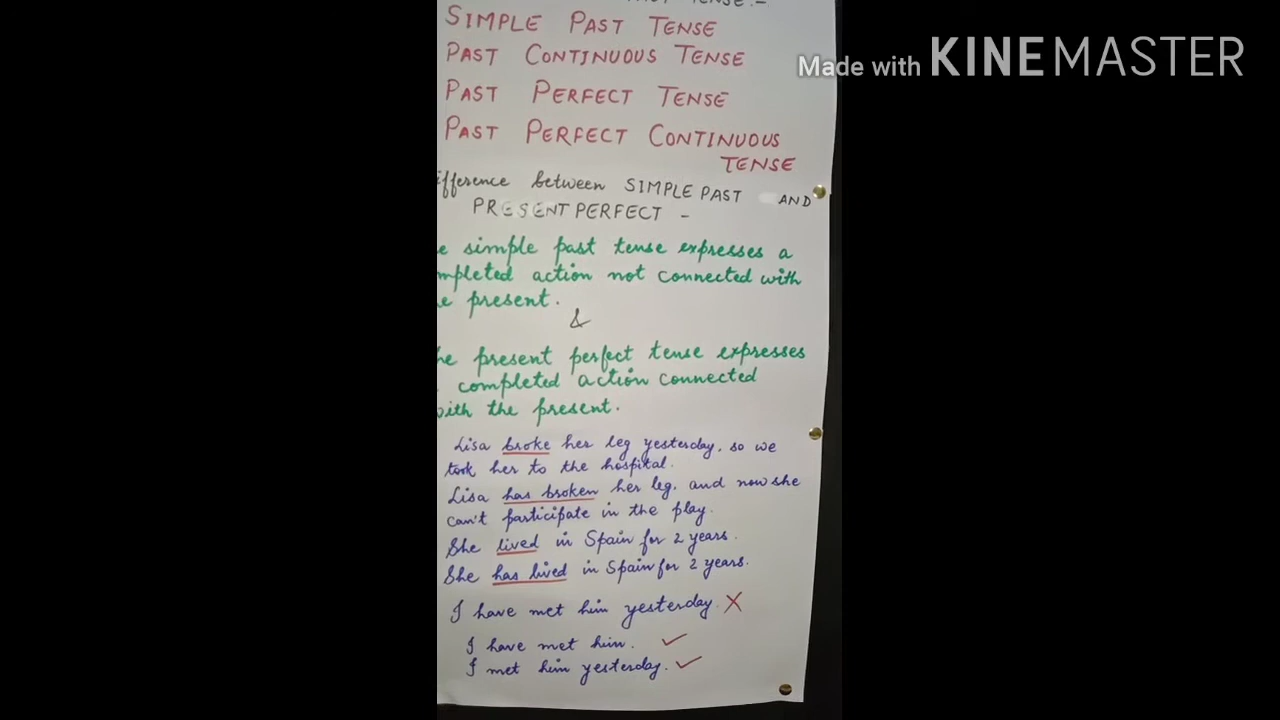 PAST TENSE:-
SIMPLE PAST TENSE
PAST CONTINUOUS TENSE
PAST PERFECT TENSE
PAST PERFECT CONTINUOUS
TENSE
ifference between SIMPLE PAST AND
PRESENT PERFECT -
e simple past tense expresses a
mpleted action not connected with
e present.
&
he present perfect tense expresses
completed action connected
with the present.
Lisa broke her leg yesterday, so we
took her to the hospital.
Lisa has broken her leg, and now she
can't participate in the play.
She lived in Spain for 2 years.
She has lived in Spain for 2 years.
I have met him yesterday. X
I have met him. ✓
I met him yesterday. ✓
Made with KINEMASTER